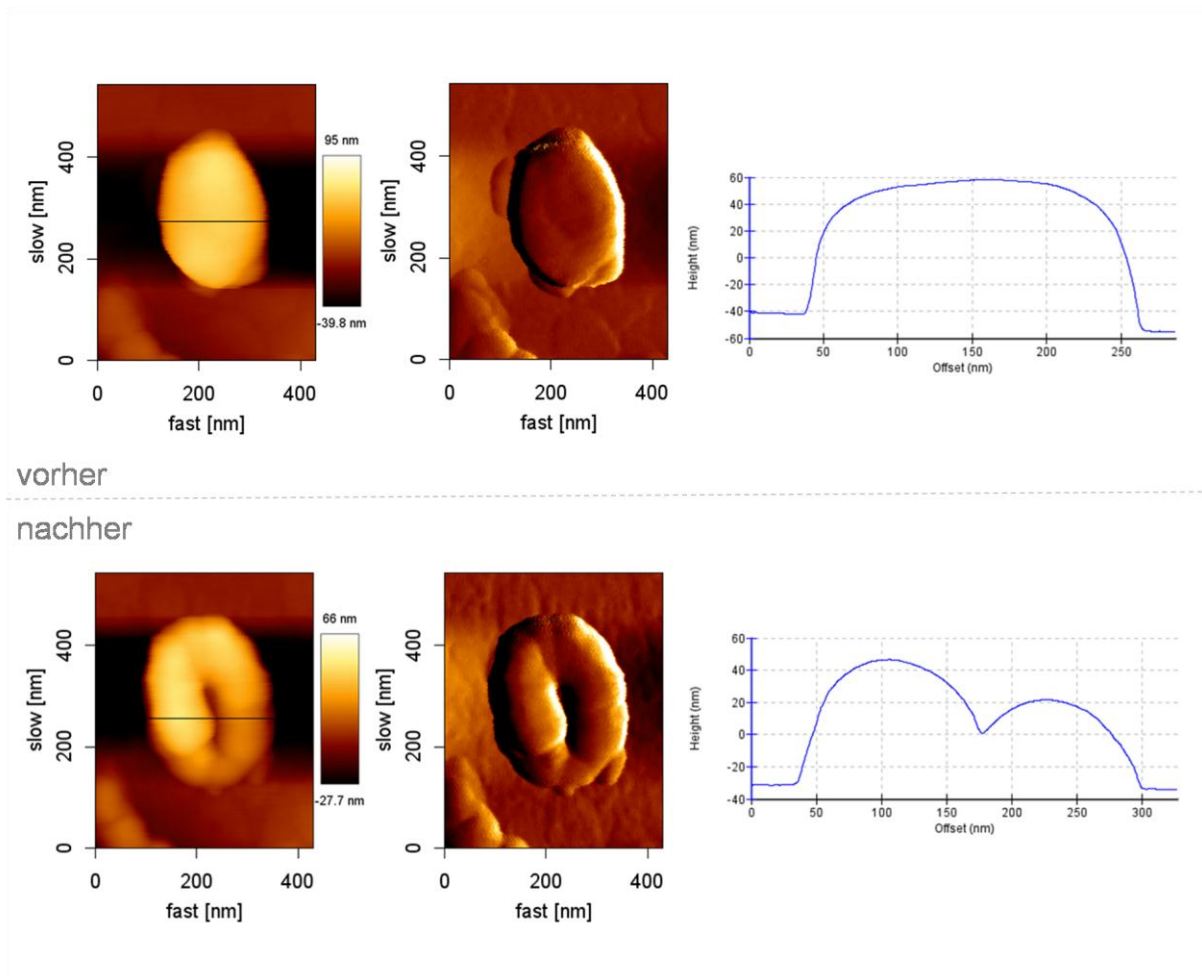 95 nm
-39.8 nm
slow [nm]
400
200
0
0 200 400
fast [nm]
slow [nm]
400
200
0
0 200 400
fast [nm]
Height (nm)
60
40
20
0
-20
-40
-60
0 50 100 150 200 250
Offset (nm)
vorher
nachher
66 nm
-27.7 nm
slow [nm]
400
200
0
0 200 400
fast [nm]
slow [nm]
400
200
0
0 200 400
fast [nm]
Height (nm)
60
40
20
0
-20
-40
0 50 100 150 200 250 300
Offset (nm)